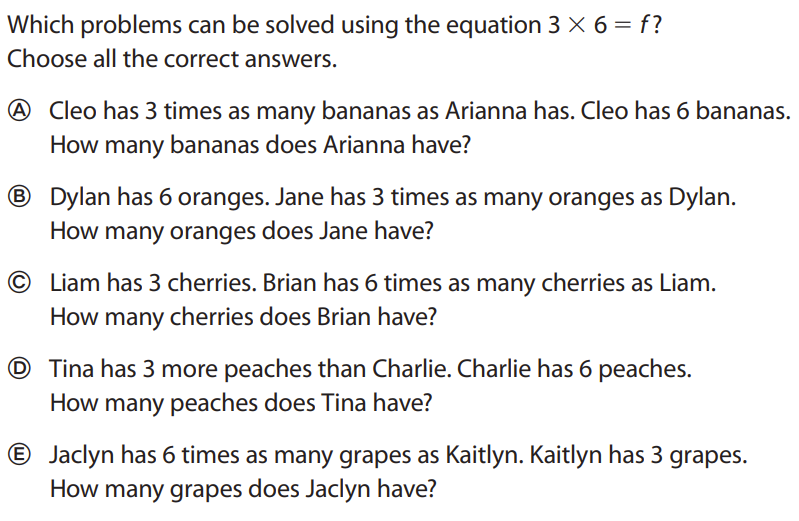 Which problems can be solved using the equation 3 × 6 = f?
Choose all the correct answers.
Ⓐ Cleo has 3 times as many bananas as Arianna has. Cleo has 6 bananas.
How many bananas does Arianna have?
Ⓑ Dylan has 6 oranges. Jane has 3 times as many oranges as Dylan.
How many oranges does Jane have?
Ⓒ Liam has 3 cherries. Brian has 6 times as many cherries as Liam.
How many cherries does Brian have?
Ⓓ Tina has 3 more peaches than Charlie. Charlie has 6 peaches.
How many peaches does Tina have?
Ⓔ Jaclyn has 6 times as many grapes as Kaitlyn. Kaitlyn has 3 grapes.
How many grapes does Jaclyn have?